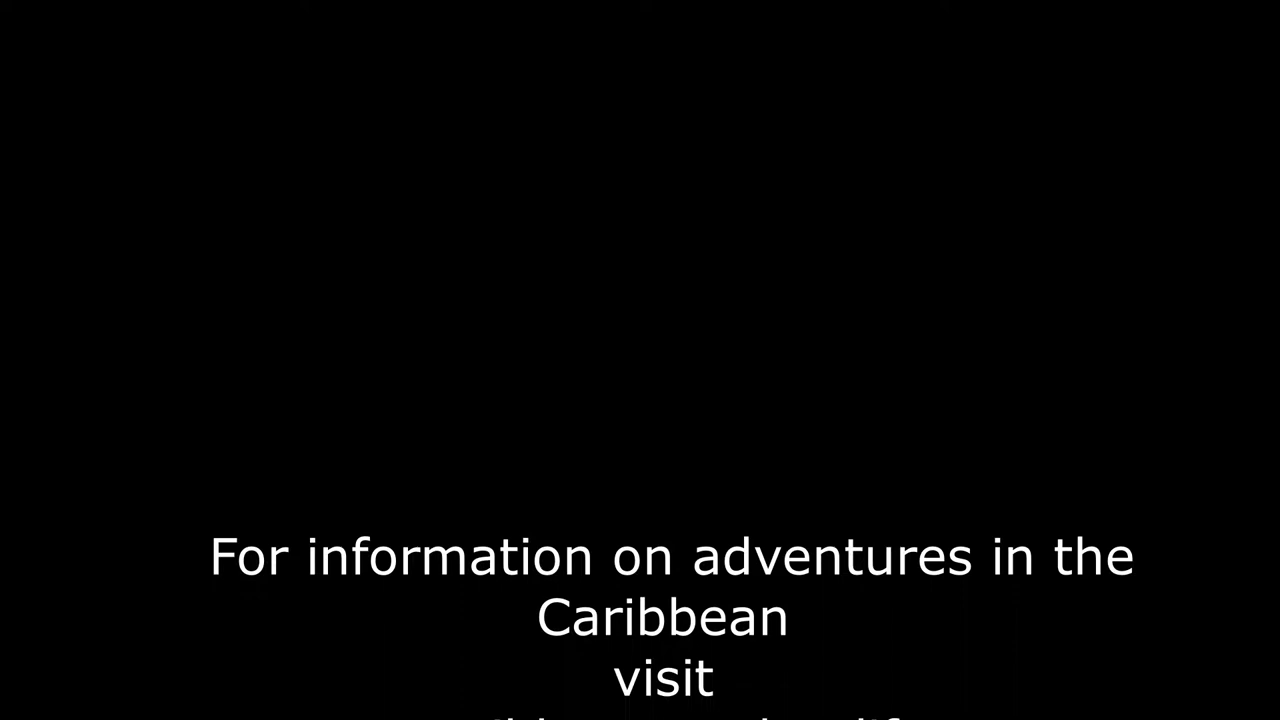 For information on adventures in the
Caribbean
visit